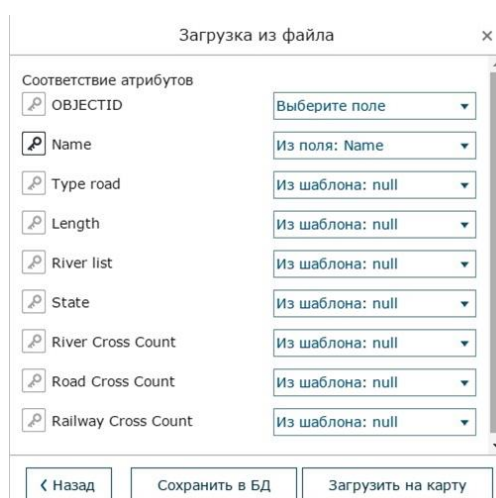 Загрузка из файла ×
Соответствие атрибутов
OBJECTID Выберите поле
Name Из поля: Name
Type road Из шаблона: null
Length Из шаблона: null
River list Из шаблона: null
State Из шаблона: null
River Cross Count Из шаблона: null
Road Cross Count Из шаблона: null
Railway Cross Count Из шаблона: null
Назад Сохранить в БД Загрузить на карту